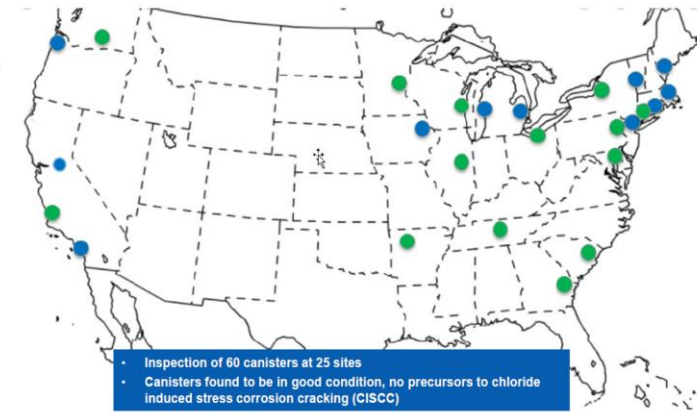 • Inspection of 60 canisters at 25 sites
• Canisters found to be in good condition, no precursors to chloride
induced stress corrosion cracking (CISCC)